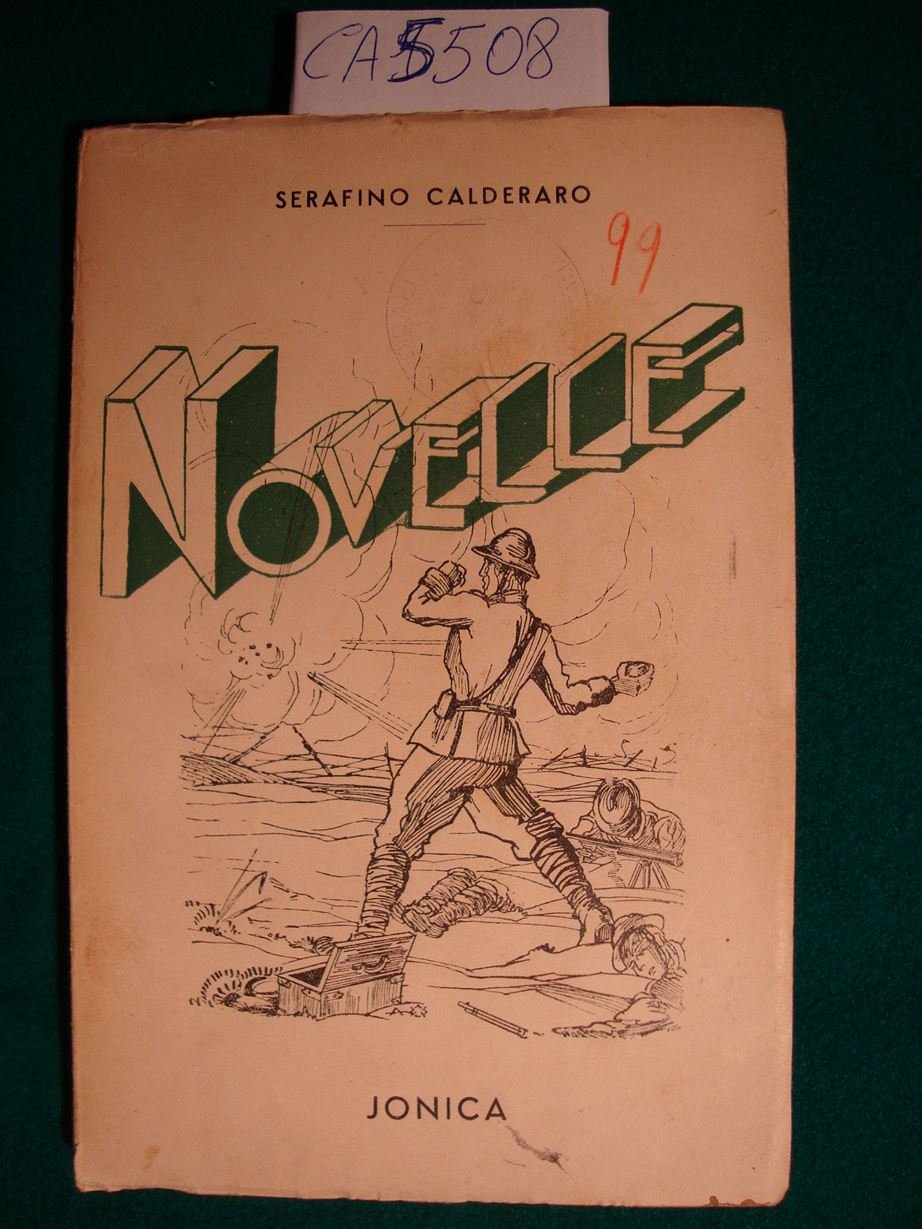 CA5508
SERAFINO CALDERARO
99
NOVELLE
JONICA